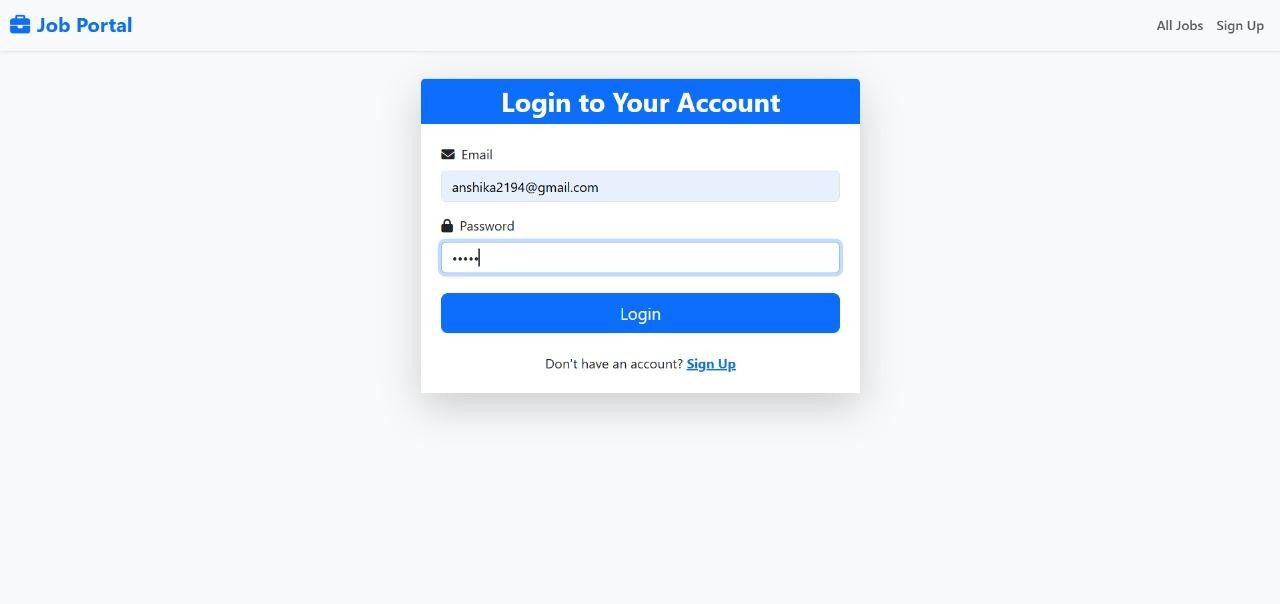 Job Portal
All Jobs Sign Up
Login to Your Account
Email
anshika2194@gmail.com
Password
•••••
Login
Don't have an account? Sign Up